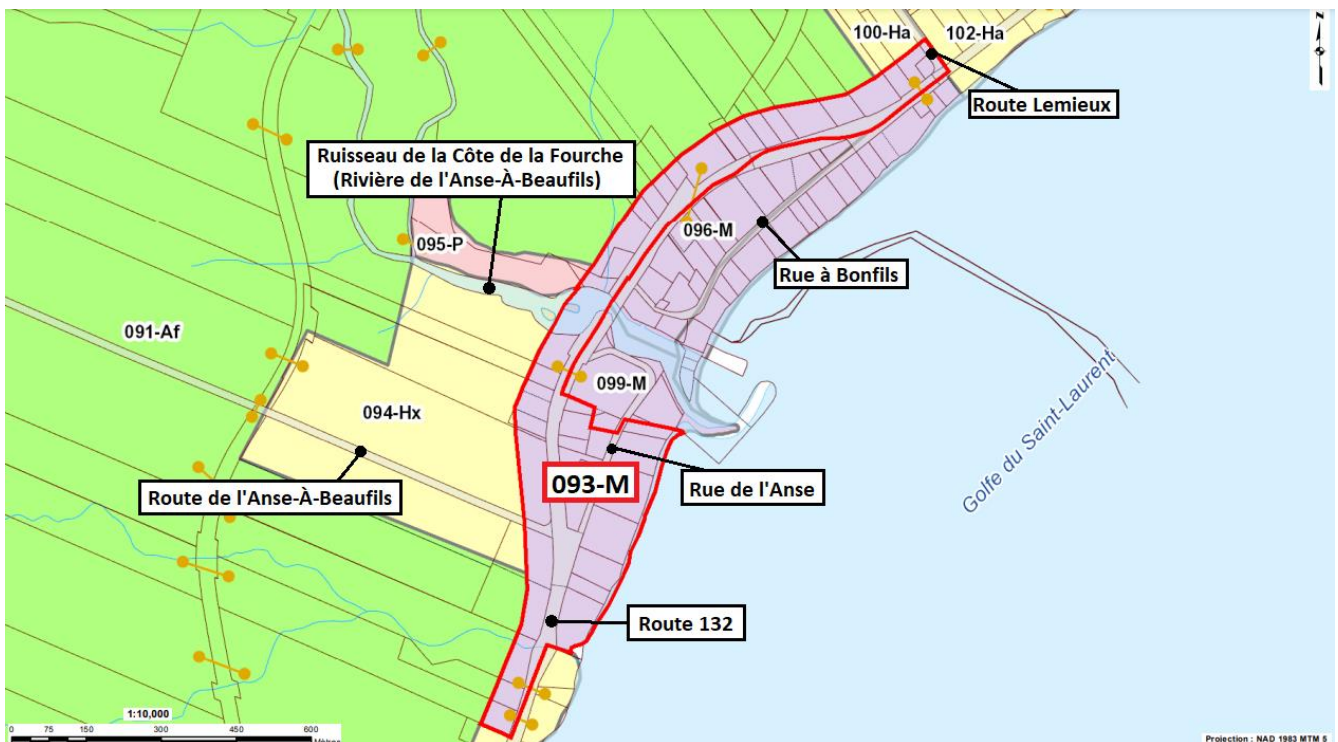 100-Ha
102-Ha
Z
Route Lemieux
Ruisseau de la Côte de la Fourche
(Rivière de l'Anse-À-Beaufils)
096-M
095-P
Rue à Bonfils
091-Af
099-M
094-Hx
Golfe du Saint-Laurent
093-M
Rue de l'Anse
Route de l'Anse-À-Beaufils
Route 132
1:10,000
0 75 150 300 450 600
Projection : NAD 1983 MTM 5